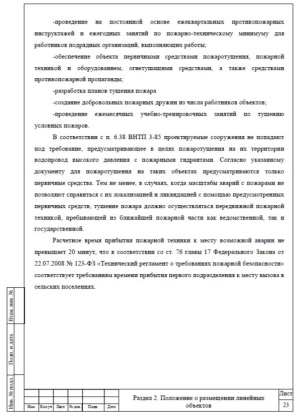 -проведение на постоянной основе ежеквартальных противопожарных
инструктажей и ежегодных занятий по пожарно-техническому минимуму для
работников подрядных организаций, выполняющих работы;
-обеспечение объекта первичными средствами пожаротушения, пожарной
техникой и оборудованием, огнетушащими средствами, а также средствами
противопожарной пропаганды;
-разработка планов тушения пожара
-создание добровольных пожарных дружин из числа работников объектов;
-проведение ежемесячных учебно-тренировочных занятий по тушению
условных пожаров.
В соответствии с п. 6.38 ВНТП 3-85 проектируемые сооружения не попадают
под требование, предусматривающее в целях пожаротушения на их территории
водопровод высокого давления с пожарными гидрантами. Согласно указанному
документу для пожаротушения на таких объектах предусматриваются только
первичные средства. Тем не менее, в случаях, когда масштабы аварий с пожарами не
позволяют справиться с их локализацией и ликвидацией с помощью предусмотренных
первичных средств, тушение пожара должно осуществляться передвижной пожарной
техникой, пребывающей из ближайшей пожарной части как ведомственной, так и
государственной.
Расчетное время прибытия пожарной техники к месту возможной аварии не
превышает 20 минут, что в соответствии со ст. 76 главы 17 Федерального Закона от
22.07.2008 № 123-ФЗ «Технический регламент о требованиях пожарной безопасности»
соответствует требованиям времени прибытия первого подразделения к месту вызова в
сельских поселениях.
Взам. инв. №
Подп. и дата
Инв. № подл
Изм. Кол.уч Лист № док. Подп. Дата
Раздел 2. Положение о размещении линейных
объектов
Лист
23